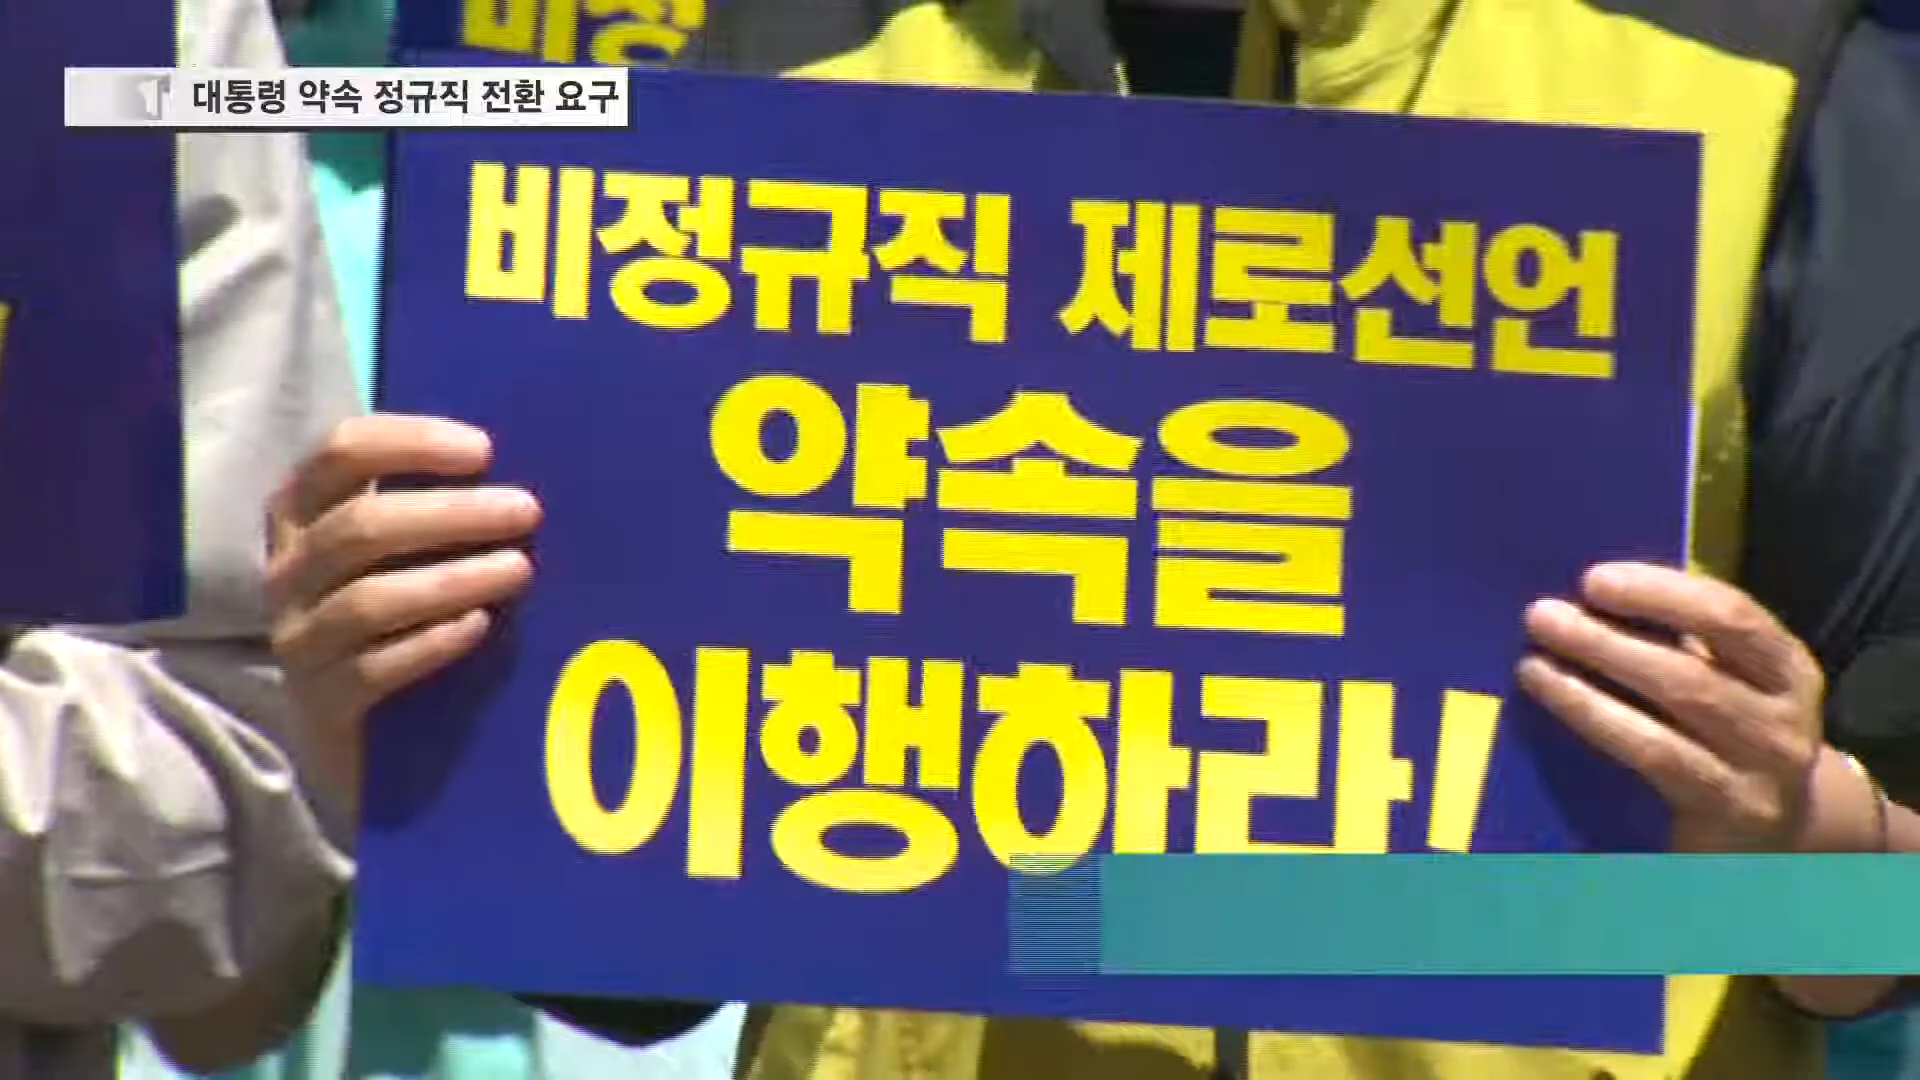 대통령 약속 정규직 전환 요구
비정규직 제로선언
약속을
이행하라!